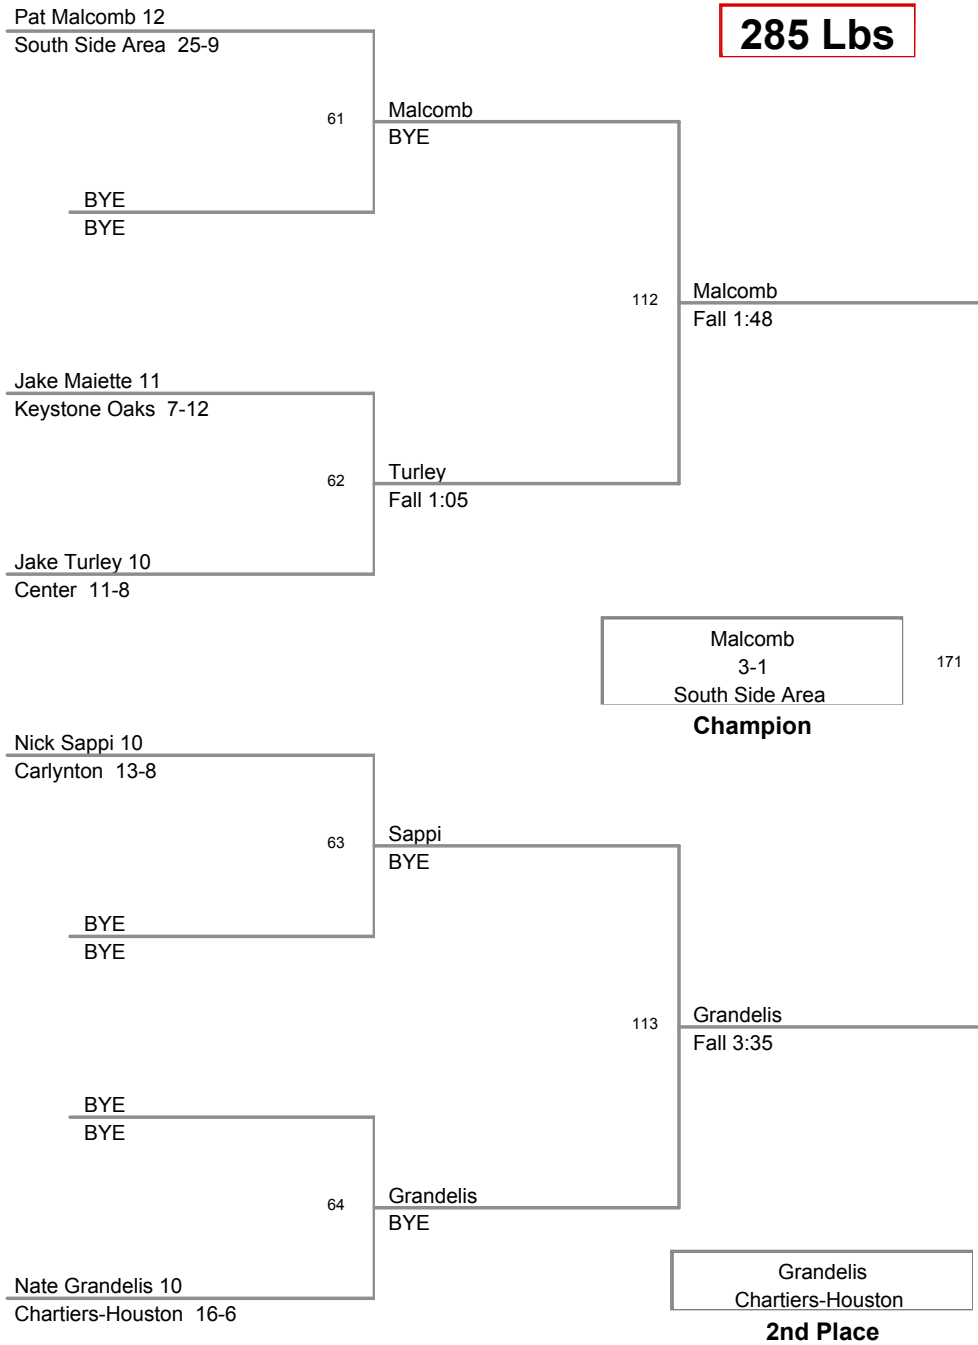 Pat Malcomb 12
South Side Area  25-9
285 Lbs
61
Malcomb
BYE
BYE
BYE
112
Malcomb
Fall 1:48
Jake Maiette 11
Keystone Oaks  7-12
62
Turley
Fall 1:05
Jake Turley 10
Center  11-8
Malcomb
3-1
South Side Area
171
Champion
Nick Sappi 10
Carlynton  13-8
63
Sappi
BYE
BYE
BYE
113
Grandelis
Fall 3:35
BYE
BYE
64
Grandelis
BYE
Nate Grandelis 10
Chartiers-Houston  16-6
Grandelis
Chartiers-Houston
2nd Place